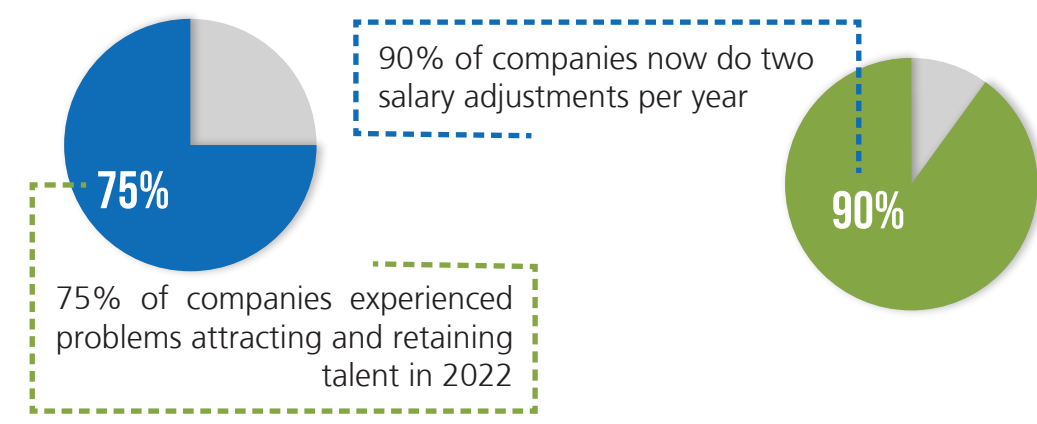 90% of companies now do two
salary adjustments per year
75%
90%
75% of companies experienced
problems attracting and retaining
talent in 2022